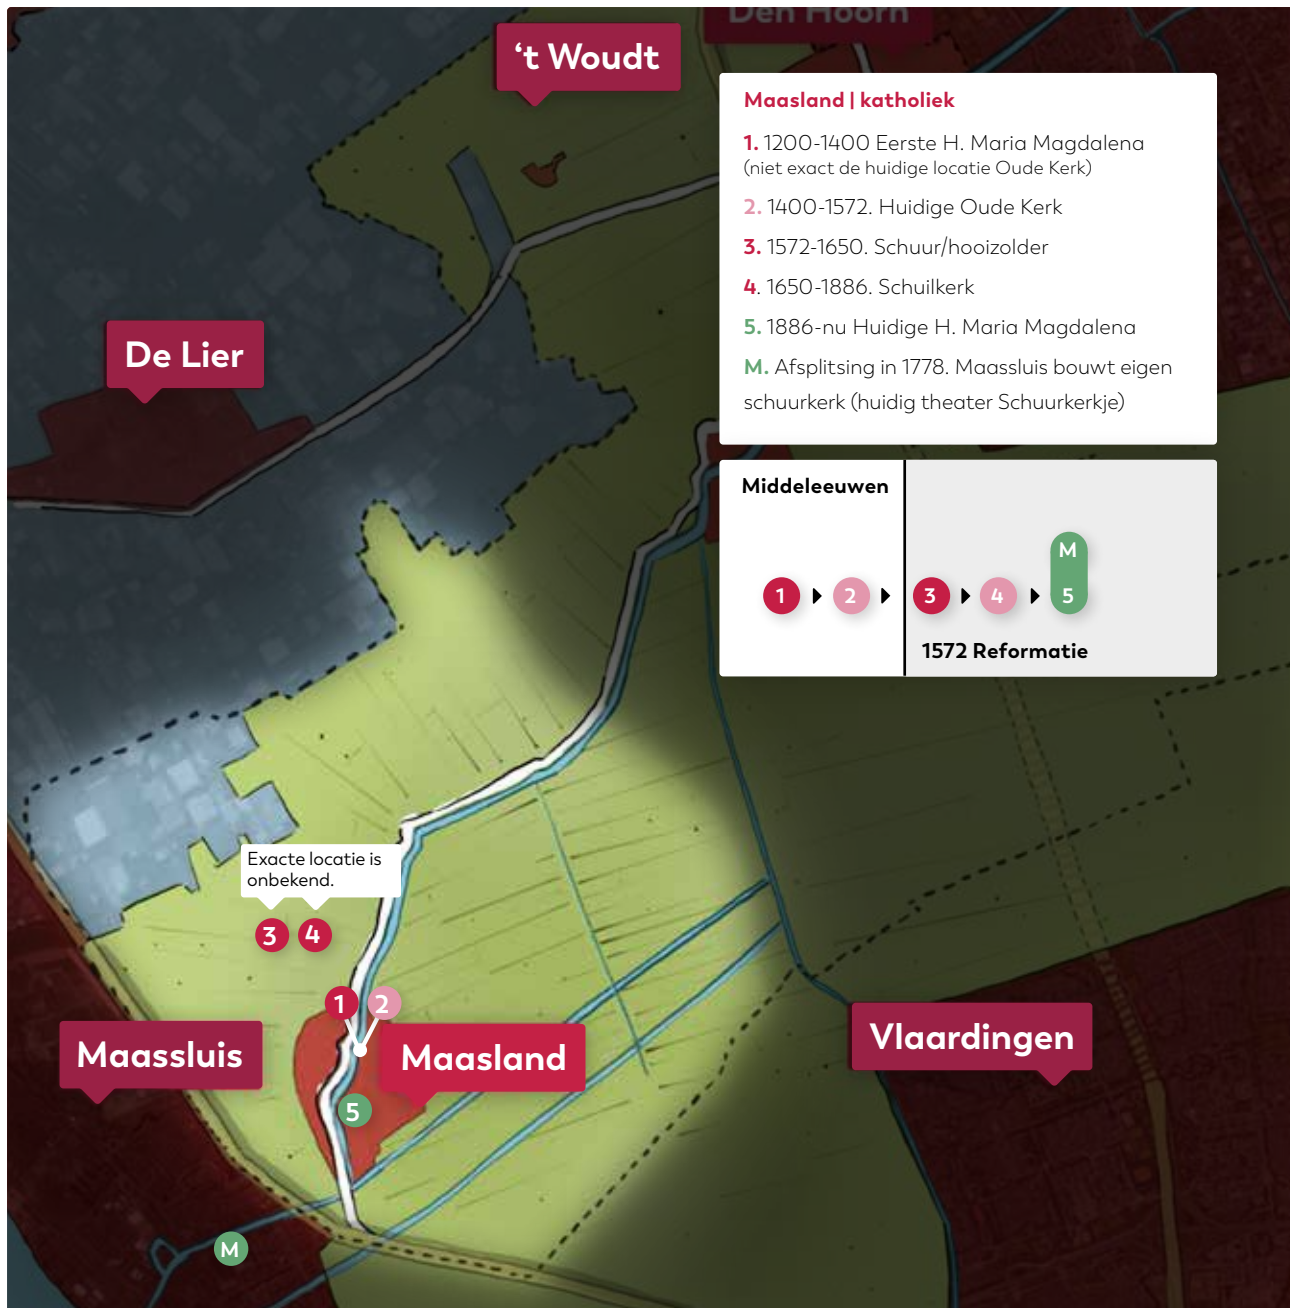 Den Hoorn
‘t Woudt
Maasland | katholiek
1. 1200-1400 Eerste H. Maria Magdalena
(niet exact de huidige locatie Oude Kerk)
2. 1400-1572. Huidige Oude Kerk
3. 1572-1650. Schuur/hooizolder
4. 1650-1886. Schuilkerk
5. 1886-nu Huidige H. Maria Magdalena
M. Afsplitsing in 1778. Maassluis bouwt eigen
schuurkerk (huidig theater Schuurkerkje)
De Lier
Middeleeuwen
M
1 2 3 4 5
1572 Reformatie
Exacte locatie is
onbekend.
3 4
1 2
Maassluis
Maasland
Vlaardingen
5
M